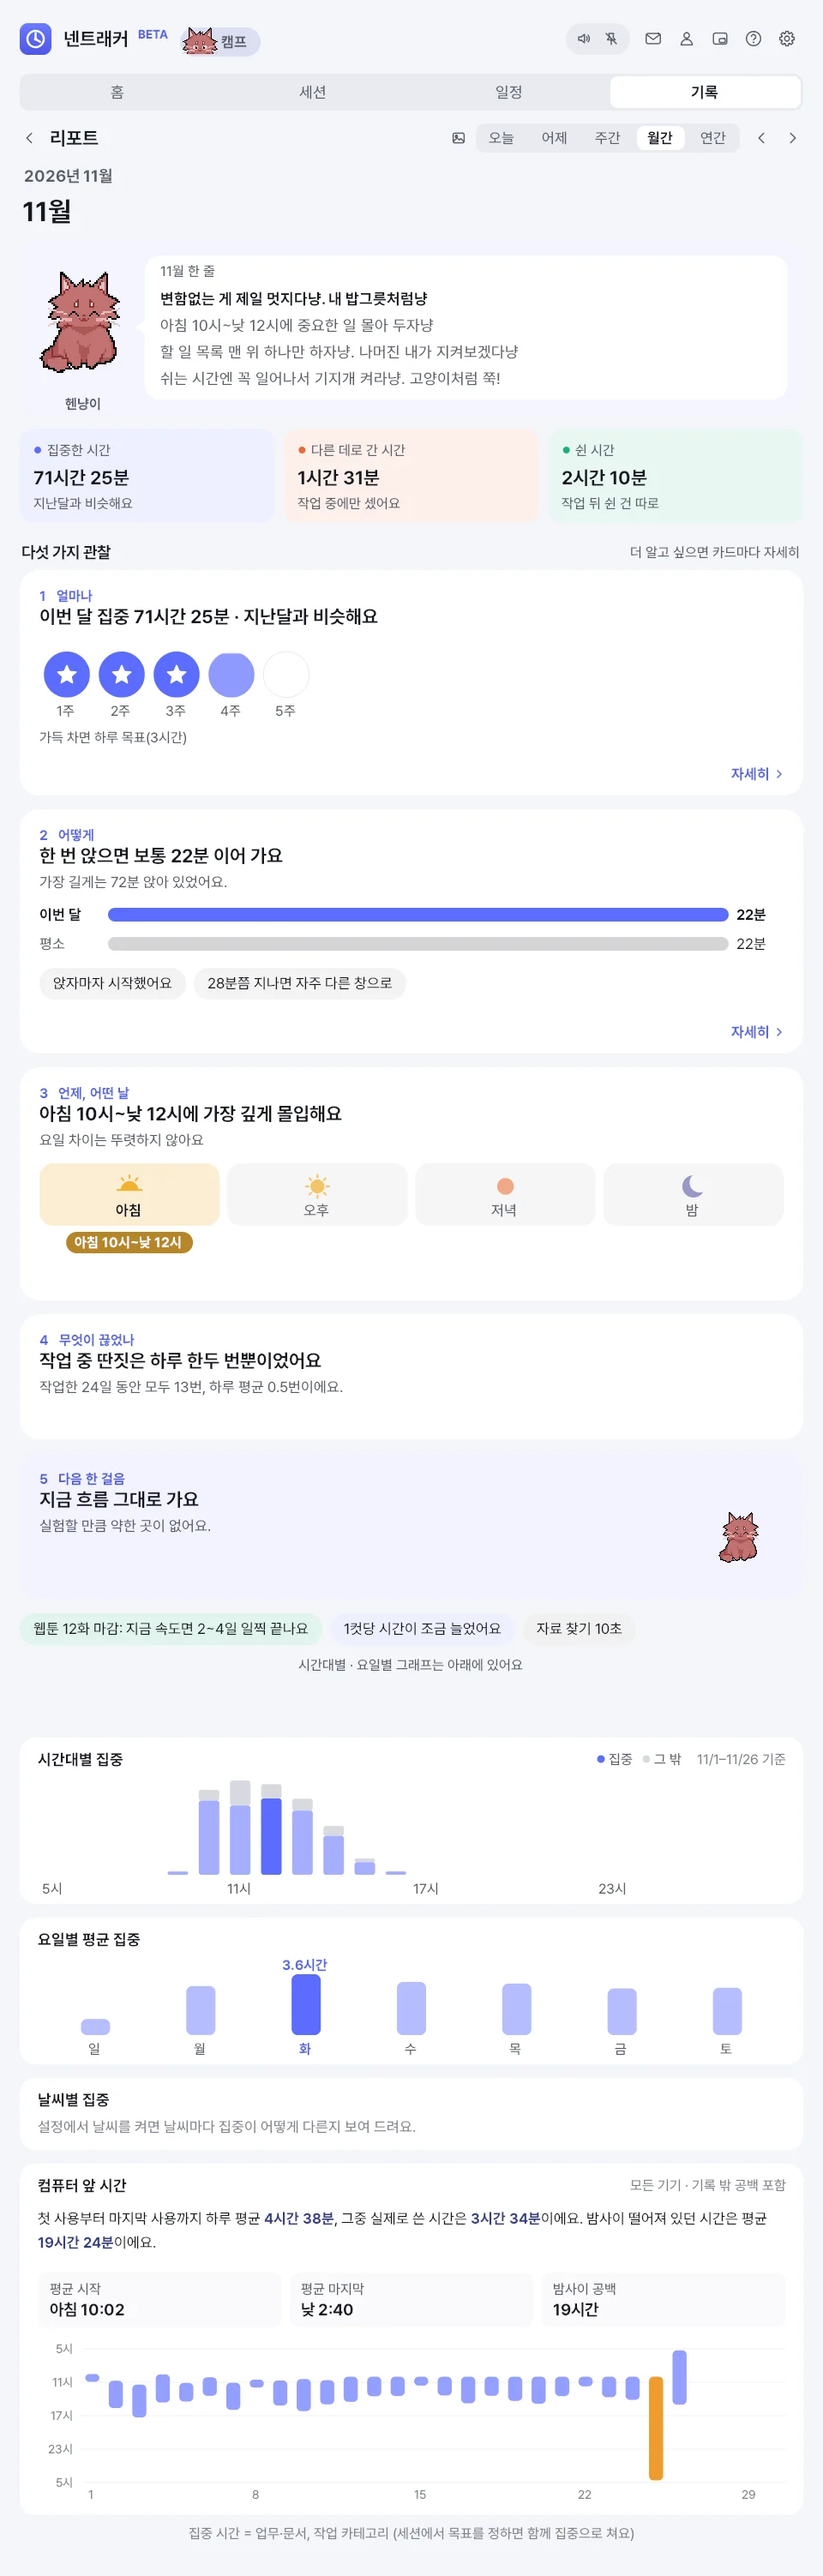 넨트래커 BETA 캠프
홈 세션 일정 기록
리포트 오늘 어제 주간 월간 연간
2026년 11월
11월
11월 한 줄
변함없는 게 제일 멋지다냥. 내 밥그릇처럼냥
아침 10시~낮 12시에 중요한 일 몰아 두자냥
할 일 목록 맨 위 하나만 하자냥. 나머진 내가 지켜보겠다냥
쉬는 시간엔 꼭 일어나서 기지개 켜라냥. 고양이처럼 쭉!
헨냥이
집중한 시간
71시간 25분
지난달과 비슷해요
다른 데로 간 시간
1시간 31분
작업 중에만 셌어요
쉰 시간
2시간 10분
작업 뒤 쉰 건 따로
다섯 가지 관찰 더 알고 싶으면 카드마다 자세히
1 얼마나
이번 달 집중 71시간 25분 · 지난달과 비슷해요
1주 2주 3주 4주 5주
가득 차면 하루 목표(3시간)
자세히
2 어떻게
한 번 앉으면 보통 22분 이어 가요
가장 길게는 72분 앉아 있었어요.
이번 달 22분
평소 22분
앉자마자 시작했어요 28분쯤 지나면 자주 다른 창으로
자세히
3 언제, 어떤 날
아침 10시~낮 12시에 가장 깊게 몰입해요
요일 차이는 뚜렷하지 않아요
아침 오후 저녁 밤
아침 10시~낮 12시
4 무엇이 끊었나
작업 중 딴짓은 하루 한두 번뿐이었어요
작업한 24일 동안 모두 13번, 하루 평균 0.5번이에요.
5 다음 한 걸음
지금 흐름 그대로 가요
실험할 만큼 약한 곳이 없어요.
웹툰 12화 마감: 지금 속도면 2~4일 일찍 끝나요 1컷당 시간이 조금 늘었어요 자료 찾기 10초
시간대별 · 요일별 그래프는 아래에 있어요
시간대별 집중 집중 그 밖 11/1–11/26 기준
5시 11시 17시 23시
요일별 평균 집중
3.6시간
일 월 화 수 목 금 토
날씨별 집중
설정에서 날씨를 켜면 날씨마다 집중이 어떻게 다른지 보여 드려요.
컴퓨터 앞 시간 모든 기기 · 기록 밖 공백 포함
첫 사용부터 마지막 사용까지 하루 평균 4시간 38분, 그중 실제로 쓴 시간은 3시간 34분이에요. 밤사이 떨어져 있던 시간은 평균
19시간 24분이에요.
평균 시작
아침 10:02
평균 마지막
낮 2:40
밤사이 공백
19시간
5시
11시
17시
23시
5시
1 8 15 22 29
집중 시간 = 업무·문서, 작업 카테고리 (세션에서 목표를 정하면 함께 집중으로 쳐요)